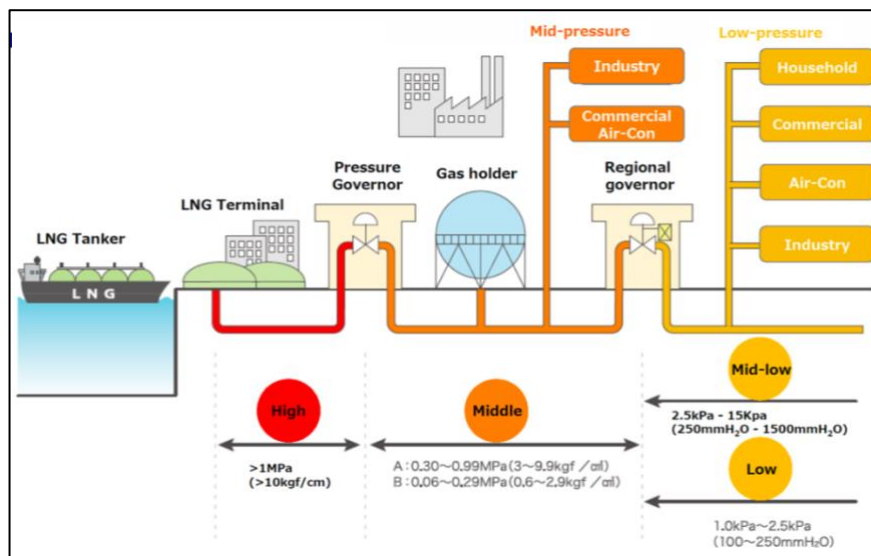 Mid-pressure
Low-pressure
Industry
Household
Commercial
Air-Con
Commercial
Pressure
Governor
Gas holder
Regional
governor
Air-Con
LNG Terminal
LNG Tanker
Industry
LNG
High
Middle
Mid-low
>1MPa
(>10kgf/cm)
A:0.30~0.99MPa(3~9.9kgf/㎠)
B:0.06~0.29MPa(0.6~2.9kgf/㎠)
2.5kPa - 15Kpa
(250mmH₂O - 1500mmH₂O)
Low
1.0kPa~2.5kPa
(100~250mmH₂O)